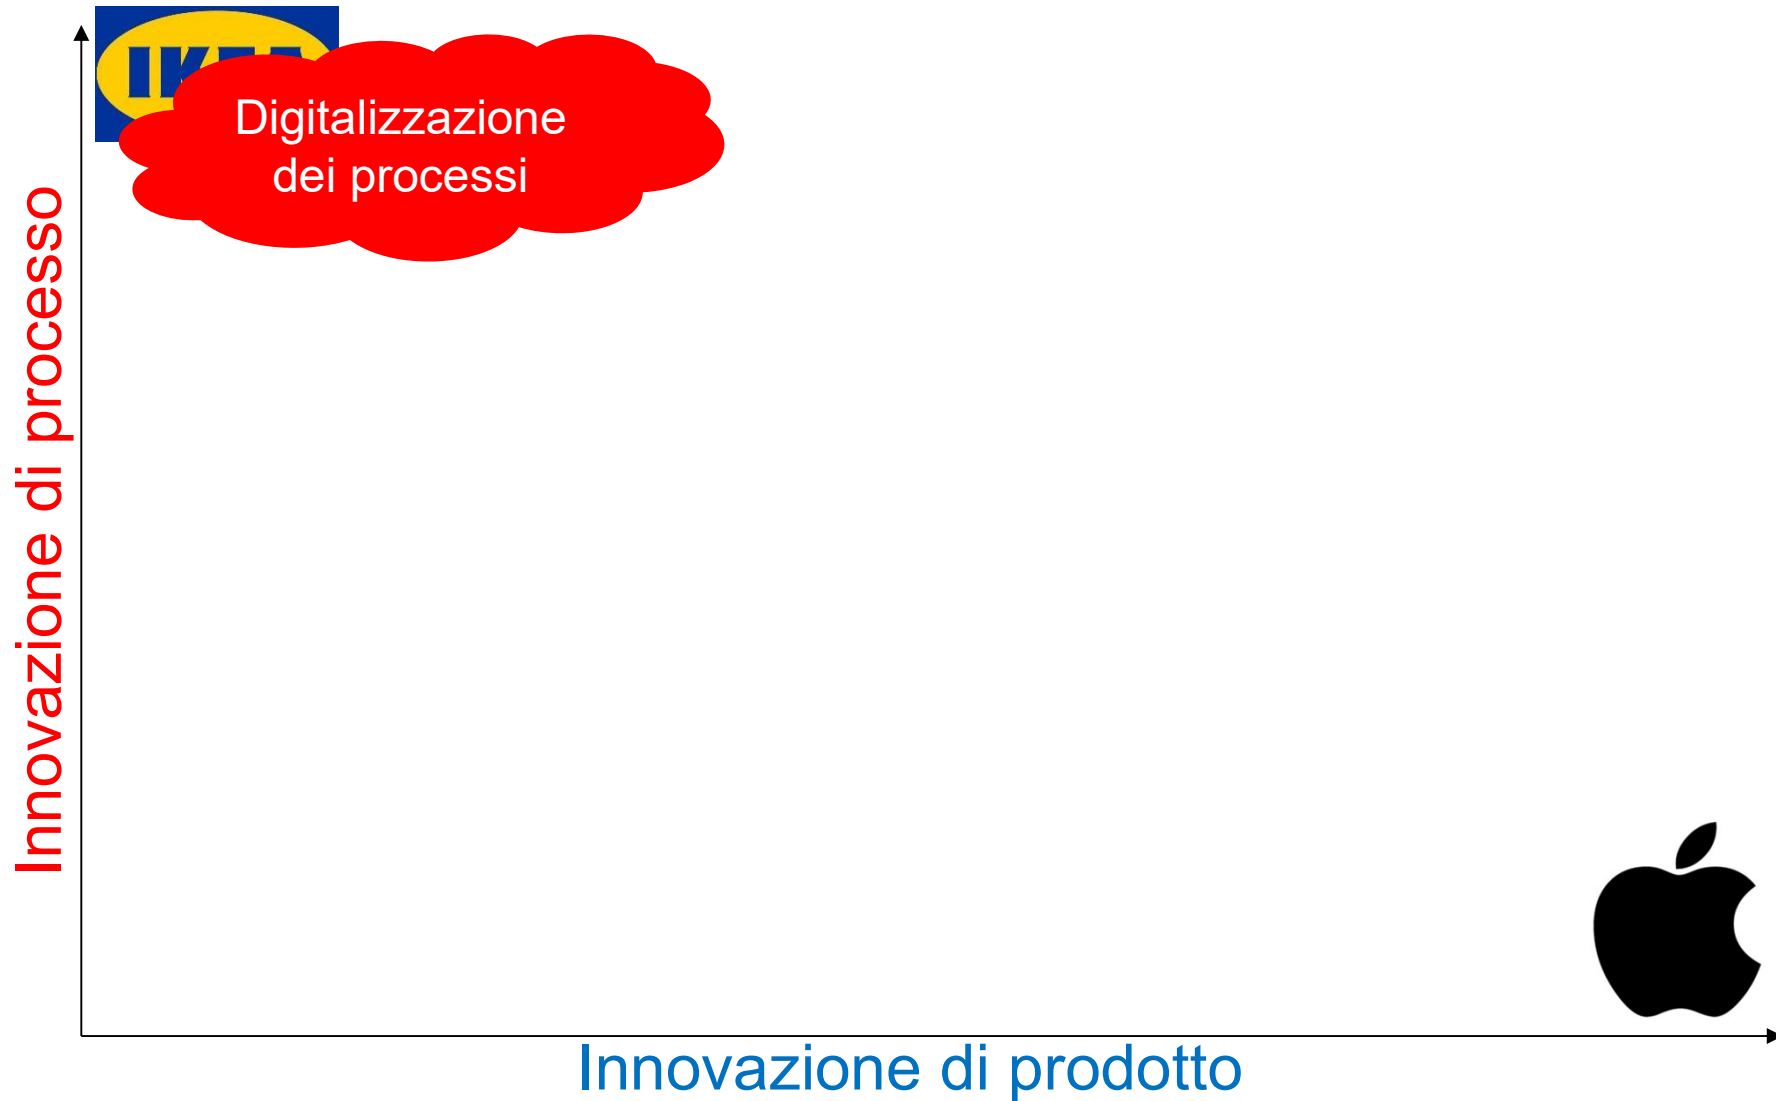 Digitalizzazione
dei processi
Innovazione di processo
Innovazione di prodotto